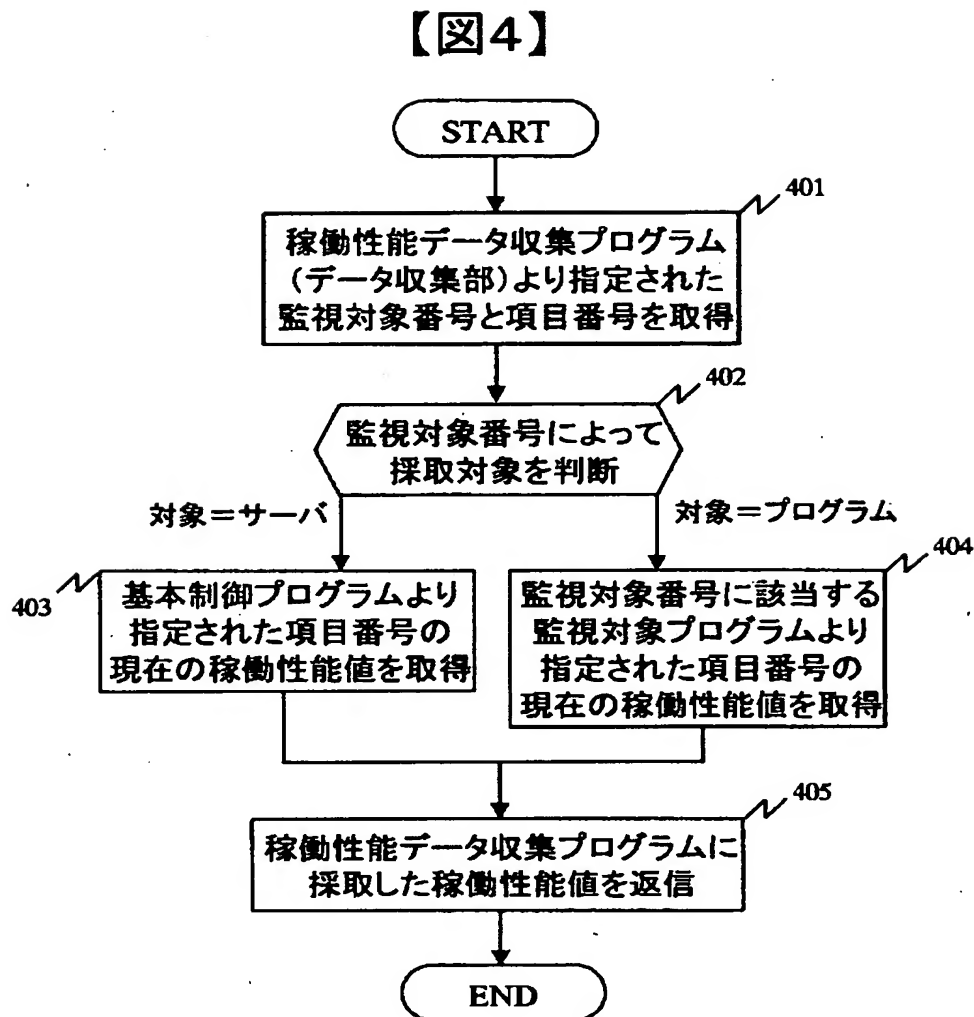 【図4】
START
401
稼働性能データ収集プログラム
(データ収集部)より指定された
監視対象番号と項目番号を取得
402
監視対象番号によって
採取対象を判断
対象=サーバ
対象=プログラム
403
基本制御プログラムより
指定された項目番号の
現在の稼働性能値を取得
404
監視対象番号に該当する
監視対象プログラムより
指定された項目番号の
現在の稼働性能値を取得
405
稼働性能データ収集プログラムに
採取した稼働性能値を返信
END